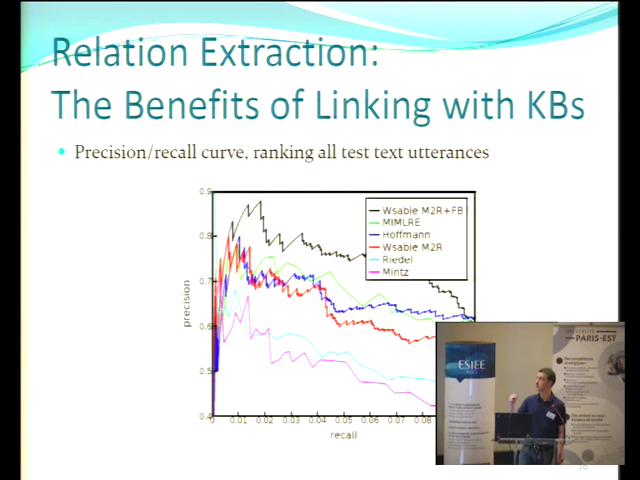 Relation Extraction:
The Benefits of Linking with KBs
Precision/recall curve, ranking all test text utterances
0.9
0.8
0.7
0.6
0.5
0.4
precision
0
0.01
0.02
0.03
0.04
0.05
0.06
0.07
0.08
recall
Wsabie M2R+FB
MIMLRE
Hoffmann
Wsabie M2R
Riedel
Mintz
ESIEE
PARIS
UNIVERSITÉ
PARIS-EST